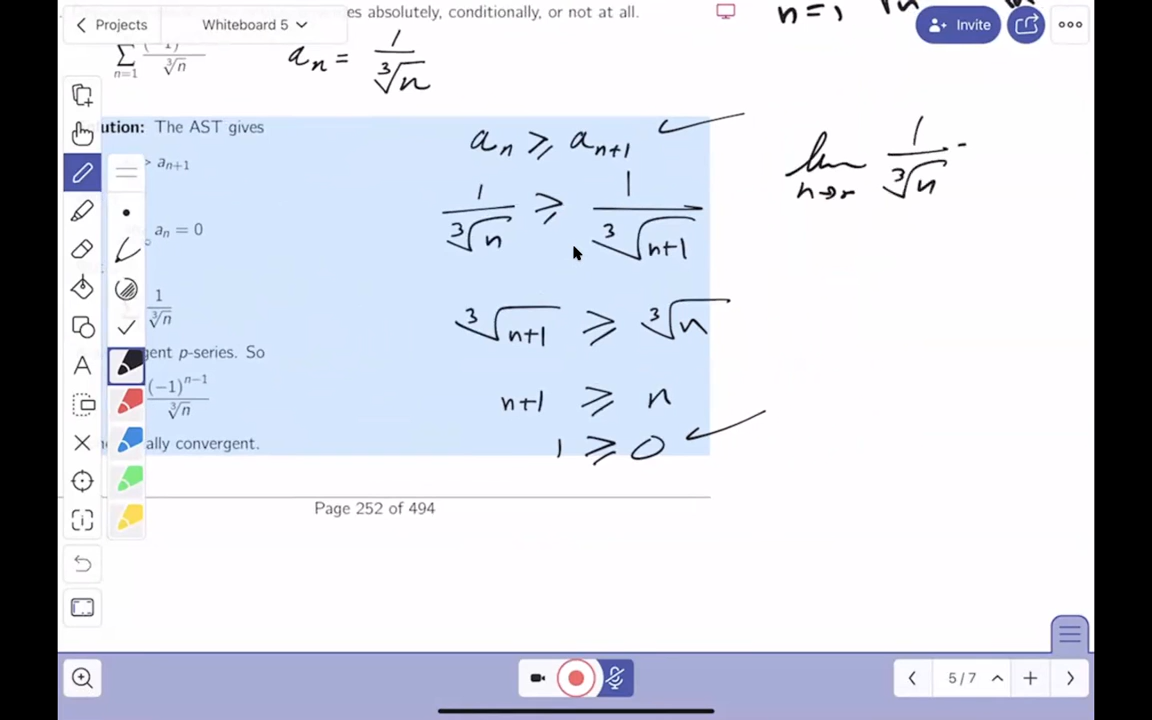 Projects
Whiteboard 5
es absolutely, conditionally, or not at all.
n=1
Invite
∑ n=1 ∛n
a_n = 1/∛n
ution: The AST gives
a_n ≥ a_{n+1} ✓
> a_{n+1}
lim n→∞ 1/∛n =
1/∛n ≥ 1/∛(n+1)
a_n = 0
1/∛n
∛(n+1) ≥ ∛n
gent p-series. So
(-1)^{n-1}/∛n
n+1 ≥ n
ally convergent.
1 ≥ 0 ✓
Page 252 of 494
5 / 7